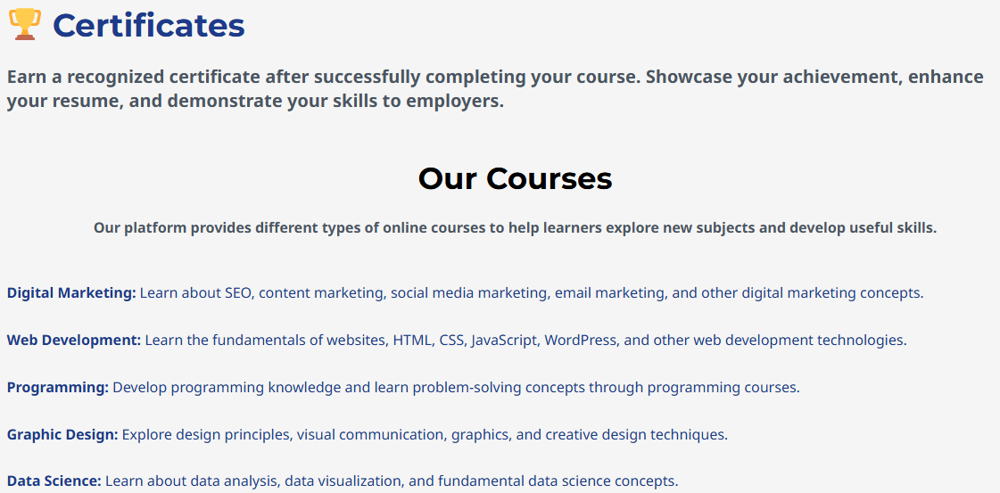 Certificates
Earn a recognized certificate after successfully completing your course. Showcase your achievement, enhance
your resume, and demonstrate your skills to employers.
Our Courses
Our platform provides different types of online courses to help learners explore new subjects and develop useful skills.
Digital Marketing: Learn about SEO, content marketing, social media marketing, email marketing, and other digital marketing concepts.
Web Development: Learn the fundamentals of websites, HTML, CSS, JavaScript, WordPress, and other web development technologies.
Programming: Develop programming knowledge and learn problem-solving concepts through programming courses.
Graphic Design: Explore design principles, visual communication, graphics, and creative design techniques.
Data Science: Learn about data analysis, data visualization, and fundamental data science concepts.